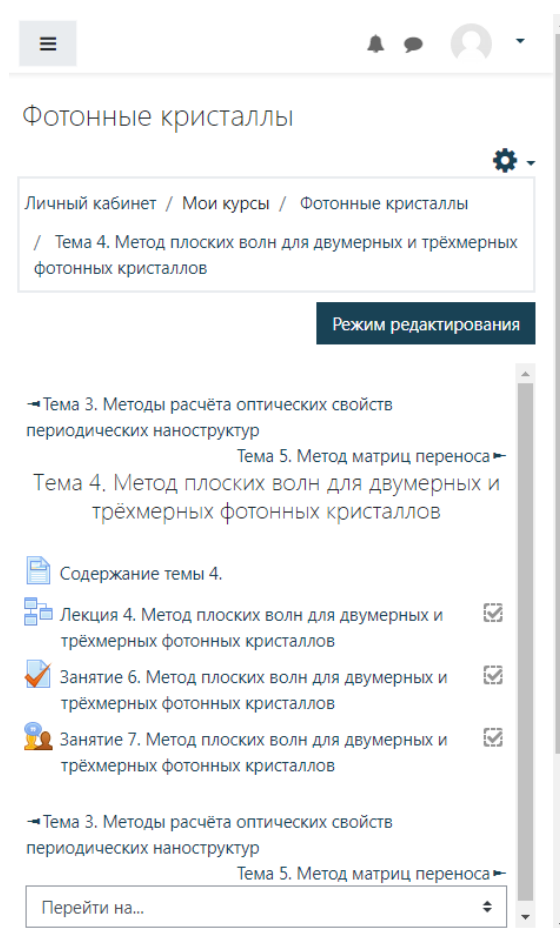 Фотонные кристаллы
Личный кабинет / Мои курсы / Фотонные кристаллы
/ Тема 4. Метод плоских волн для двумерных и трёхмерных
фотонных кристаллов
Режим редактирования
Тема 3. Методы расчёта оптических свойств
периодических наноструктур
Тема 5. Метод матриц переноса
Тема 4. Метод плоских волн для двумерных и
трёхмерных фотонных кристаллов
Содержание темы 4.
Лекция 4. Метод плоских волн для двумерных и
трёхмерных фотонных кристаллов
Занятие 6. Метод плоских волн для двумерных и
трёхмерных фотонных кристаллов
Занятие 7. Метод плоских волн для двумерных и
трёхмерных фотонных кристаллов
Тема 3. Методы расчёта оптических свойств
периодических наноструктур
Тема 5. Метод матриц переноса
Перейти на...